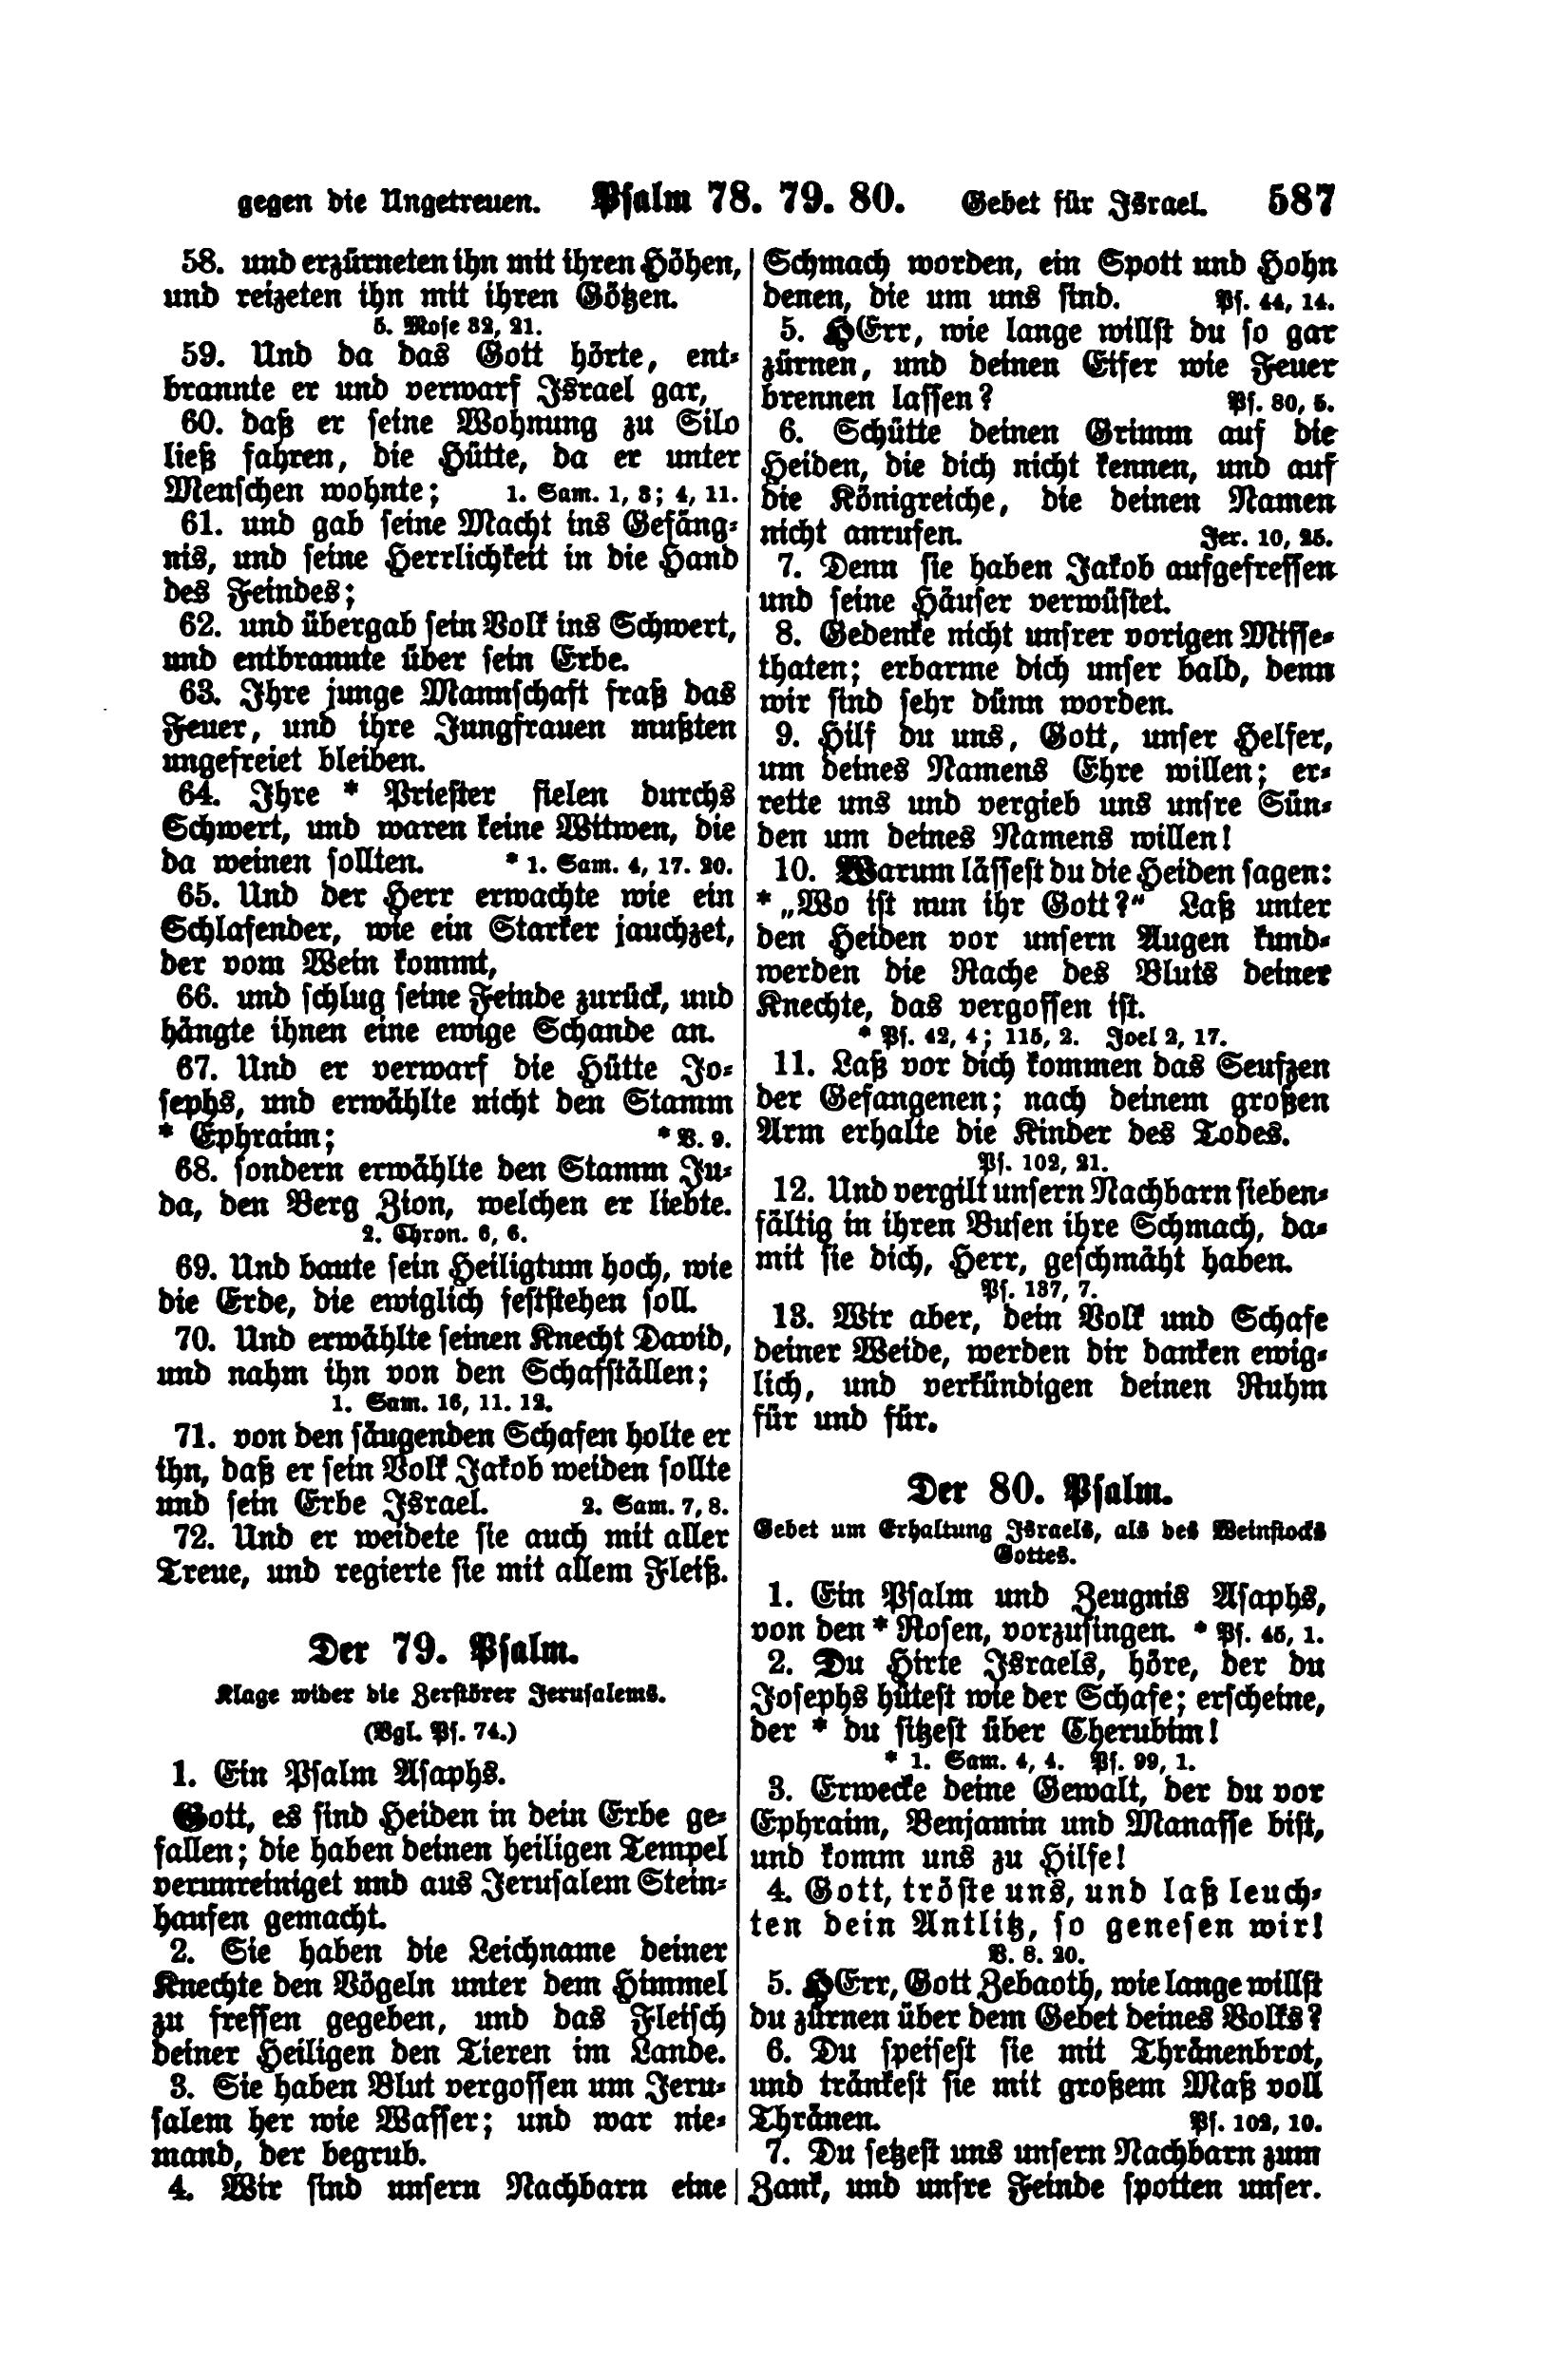 gegen die Ungetreuen. Psalm 78. 79. 80. Gebet für Israel. 587
58. und erzürneten ihn mit ihren Höhen,
und reizeten ihn mit ihren Götzen.
5. Mose 32, 21.
59. Und da das Gott hörte, ent-
brannte er und verwarf Israel gar,
60. daß er seine Wohnung zu Silo
ließ fahren, die Hütte, da er unter
Menschen wohnte; 1. Sam. 1, 3; 4, 11.
61. und gab seine Macht ins Gefäng-
nis, und seine Herrlichkeit in die Hand
des Feindes;
62. und übergab sein Volk ins Schwert,
und entbrannte über sein Erbe.
63. Ihre junge Mannschaft fraß das
Feuer, und ihre Jungfrauen mußten
ungefreiet bleiben.
64. Ihre * Priester fielen durchs
Schwert, und waren keine Witwen, die
da weinen sollten. * 1. Sam. 4, 17. 20.
65. Und der Herr erwachte wie ein
Schlafender, wie ein Starker jauchzet,
der vom Wein kommt,
66. und schlug seine Feinde zurück, und
hängte ihnen eine ewige Schande an.
67. Und er verwarf die Hütte Jo-
sephs, und erwählte nicht den Stamm
* Ephraim; * V. 9.
68. sondern erwählte den Stamm Ju-
da, den Berg Zion, welchen er liebte.
2. Chron. 6, 6.
69. Und baute sein Heiligtum hoch, wie
die Erde, die ewiglich feststehen soll.
70. Und erwählte seinen Knecht David,
und nahm ihn von den Schafställen;
1. Sam. 16, 11. 12.
71. von den säugenden Schafen holte er
ihn, daß er sein Volk Jakob weiden sollte
und sein Erbe Israel. 2. Sam. 7, 8.
72. Und er weidete sie auch mit aller
Treue, und regierte sie mit allem Fleiß.
Der 79. Psalm.
Klage wider die Zerstörer Jerusalems.
(Vgl. Ps. 74.)
1. Ein Psalm Asaphs.
Gott, es sind Heiden in dein Erbe ge-
fallen; die haben deinen heiligen Tempel
verunreiniget und aus Jerusalem Stein-
haufen gemacht.
2. Sie haben die Leichname deiner
Knechte den Vögeln unter dem Himmel
zu fressen gegeben, und das Fleisch
deiner Heiligen den Tieren im Lande.
3. Sie haben Blut vergossen um Jeru-
salem her wie Wasser; und war nie-
mand, der begrub.
4. Wir sind unsern Nachbarn eine
Schmach worden, ein Spott und Hohn
denen, die um uns sind. Ps. 44, 14.
5. HErr, wie lange willst du so gar
zürnen, und deinen Eifer wie Feuer
brennen lassen? Ps. 80, 5.
6. Schütte deinen Grimm auf die
Heiden, die dich nicht kennen, und auf
die Königreiche, die deinen Namen
nicht anrufen. Jer. 10, 25.
7. Denn sie haben Jakob aufgefressen
und seine Häuser verwüstet.
8. Gedenke nicht unsrer vorigen Misse-
thaten; erbarme dich unser bald, denn
wir sind sehr dünn worden.
9. Hilf du uns, Gott, unser Helfer,
um deines Namens Ehre willen; er-
rette uns und vergieb uns unsre Sün-
den um deines Namens willen!
10. Warum lässest du die Heiden sagen:
* „Wo ist nun ihr Gott?“ Laß unter
den Heiden vor unsern Augen kund-
werden die Rache des Bluts deiner
Knechte, das vergossen ist.
* Ps. 42, 4; 115, 2. Joel 2, 17.
11. Laß vor dich kommen das Seufzen
der Gefangenen; nach deinem großen
Arm erhalte die Kinder des Todes.
Ps. 102, 21.
12. Und vergilt unsern Nachbarn sieben-
fältig in ihren Busen ihre Schmach, da-
mit sie dich, Herr, geschmäht haben.
Ps. 137, 7.
13. Wir aber, dein Volk und Schafe
deiner Weide, werden dir danken ewig-
lich, und verkündigen deinen Ruhm
für und für.
Der 80. Psalm.
Gebet um Erhaltung Israels, als des Weinstocks
Gottes.
1. Ein Psalm und Zeugnis Asaphs,
von den * Rosen, vorzusingen. * Ps. 45, 1.
2. Du Hirte Israels, höre, der du
Josephs hütest wie der Schafe; erscheine,
der * du sitzest über Cherubim!
* 1. Sam. 4, 4. Ps. 99, 1.
3. Erwecke deine Gewalt, der du vor
Ephraim, Benjamin und Manasse bist,
und komm uns zu Hilfe!
4. Gott, tröste uns, und laß leuch-
ten dein Antlitz, so genesen wir!
V. 8. 20.
5. HErr, Gott Zebaoth, wie lange willst
du zürnen über dem Gebet deines Volks?
6. Du speisest sie mit Thränenbrot,
und tränkest sie mit großem Maß voll
Thränen. Ps. 102, 10.
7. Du setzest uns unsern Nachbarn zum
Zank, und unsre Feinde spotten unser.